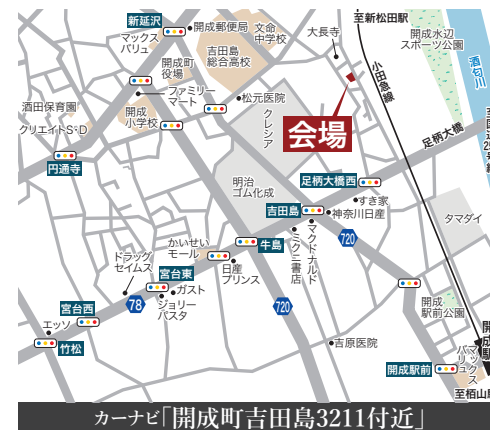 新延沢
開成郵便局
マックス
バリュ
文命
中学校
大長寺
至新松田駅
開成水辺
スポーツ公園
酒匂川
吉田島
総合高校
開成町
役場
小田急線
ファミリー
マート
松元医院
酒田保育園
開成
小学校
クレシア
クリエイトS・D
会場
足柄大橋
円通寺
明治
ゴム化成
足柄大橋西
すき家
吉田島
神奈川日産
タマダイ
マクドナルド
ミクニ書店
720
牛島
かいせい
モール
ドラッグ
セイムス
日産
プリンス
宮台東
ガスト
78
ジョリー
パスタ
720
宮台西
エッソ
竹松
開成
駅前公園
吉原医院
開成駅
マックス
バリュ
開成駅前
至栢山駅
カーナビ「開成町吉田島3211付近」